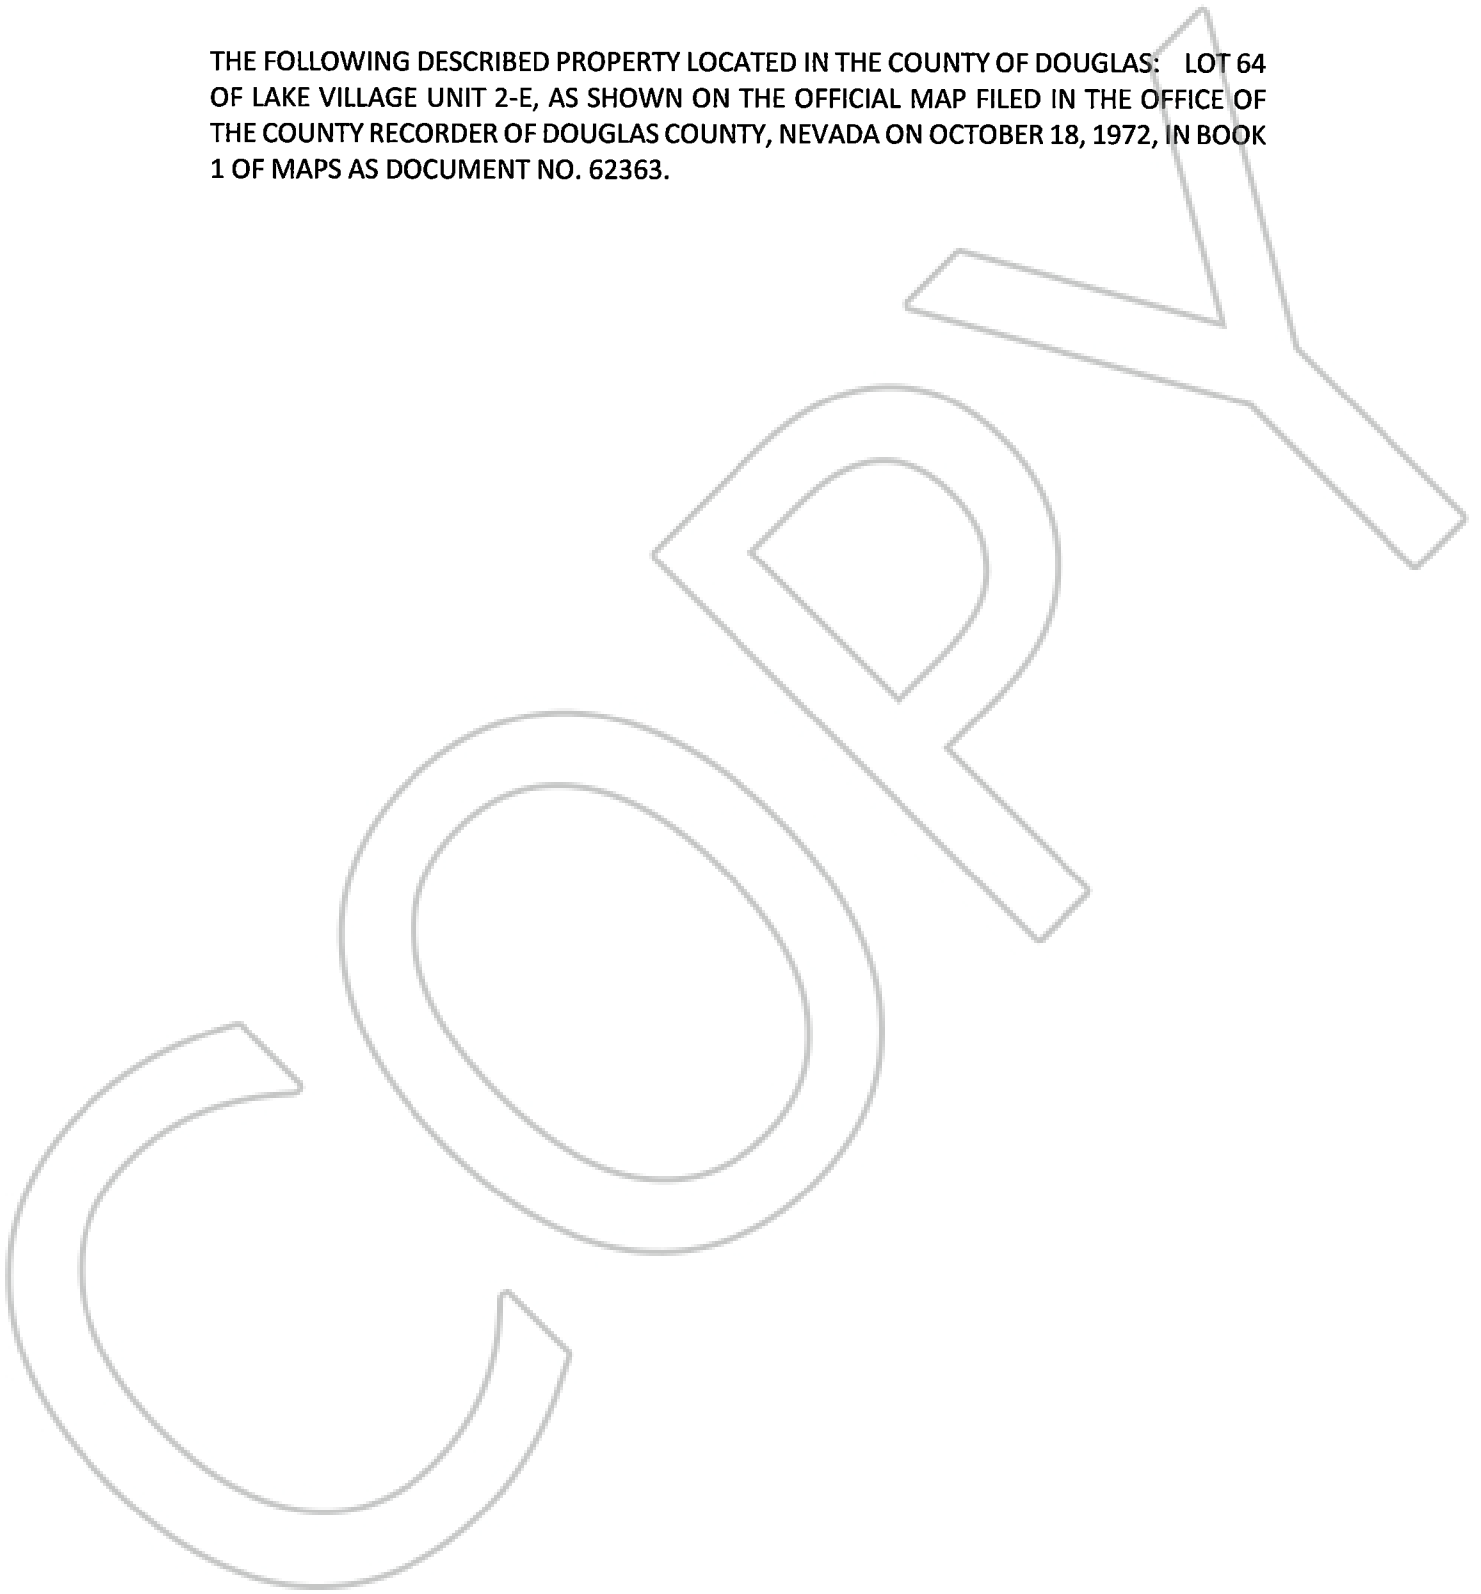 THE FOLLOWING DESCRIBED PROPERTY LOCATED IN THE COUNTY OF DOUGLAS: LOT 64
OF LAKE VILLAGE UNIT 2-E, AS SHOWN ON THE OFFICIAL MAP FILED IN THE OFFICE OF
THE COUNTY RECORDER OF DOUGLAS COUNTY, NEVADA ON OCTOBER 18, 1972, IN BOOK
1 OF MAPS AS DOCUMENT NO. 62363.
COPY